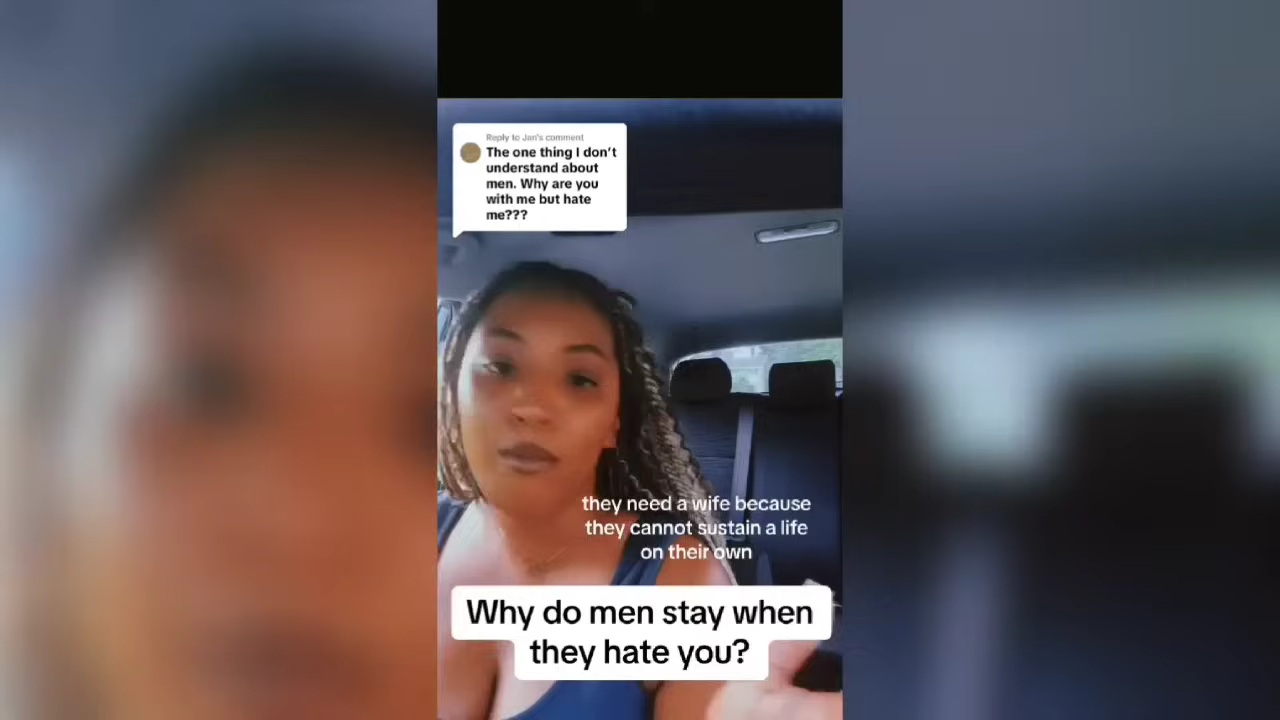 Reply to Jan's comment
The one thing I don't
understand about
men. Why are you
with me but hate
me???
they need a wife because
they cannot sustain a life
on their own
Why do men stay when
they hate you?